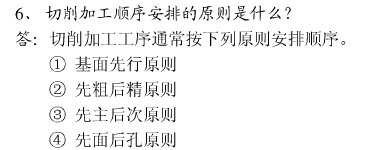 6、切削加工顺序安排的原则是什么?
答：切削加工工序通常按下列原则安排顺序。
① 基面先行原则
② 先粗后精原则
③ 先主后次原则
④ 先面后孔原则